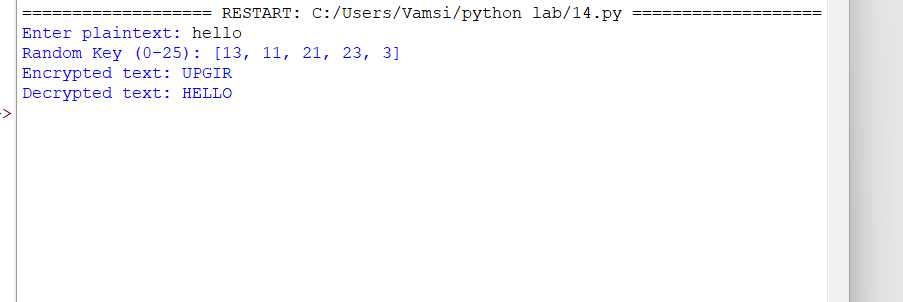 =================== RESTART: C:/Users/Vamsi/python lab/14.py ===================
Enter plaintext: hello
Random Key (0-25): [13, 11, 21, 23, 3]
Encrypted text: UPGIR
Decrypted text: HELLO
>